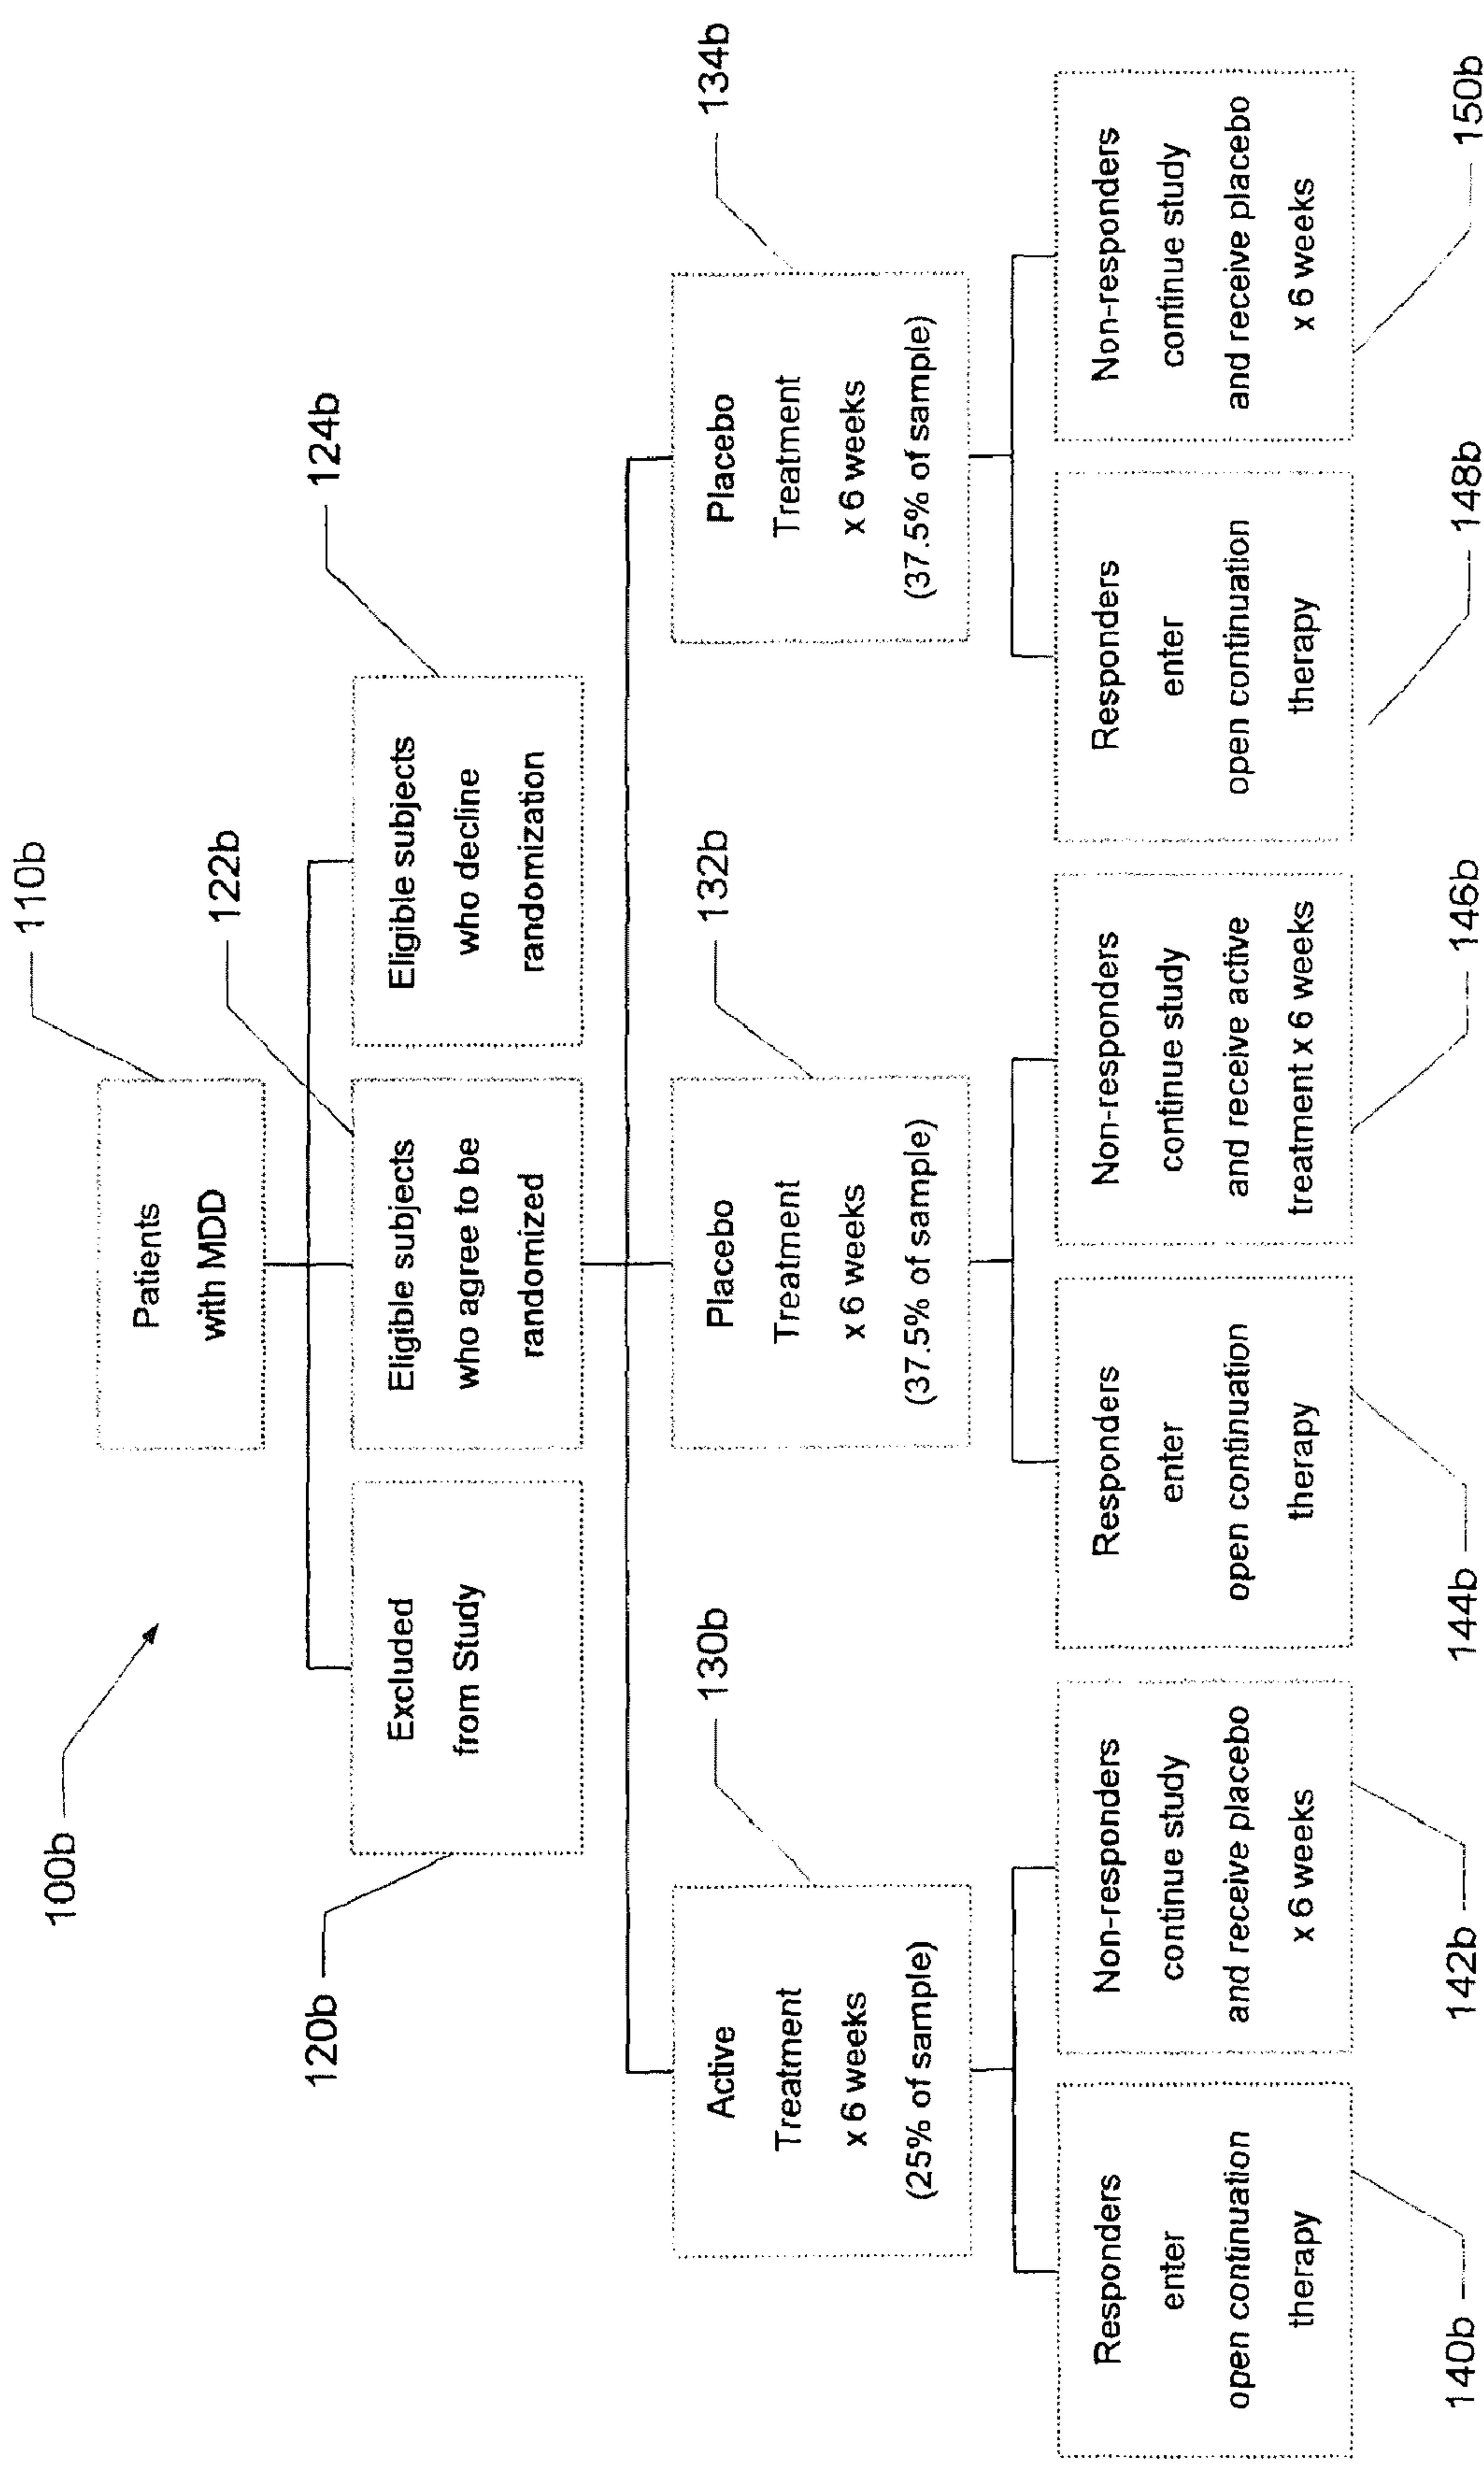 100b
110b
Patients
with MDD
120b
122b
124b
Excluded
from Study
Eligible subjects
who agree to be
randomized
Eligible subjects
who decline
randomization
130b
132b
134b
Active
Treatment
x 6 weeks
(25% of sample)
Placebo
Treatment
x 6 weeks
(37.5% of sample)
Placebo
Treatment
x 6 weeks
(37.5% of sample)
Responders
enter
open continuation
therapy
Non-responders
continue study
and receive placebo
x 6 weeks
Responders
enter
open continuation
therapy
Non-responders
continue study
and receive active
treatment x 6 weeks
Responders
enter
open continuation
therapy
Non-responders
continue study
and receive placebo
x 6 weeks
140b
142b
144b
146b
148b
150b